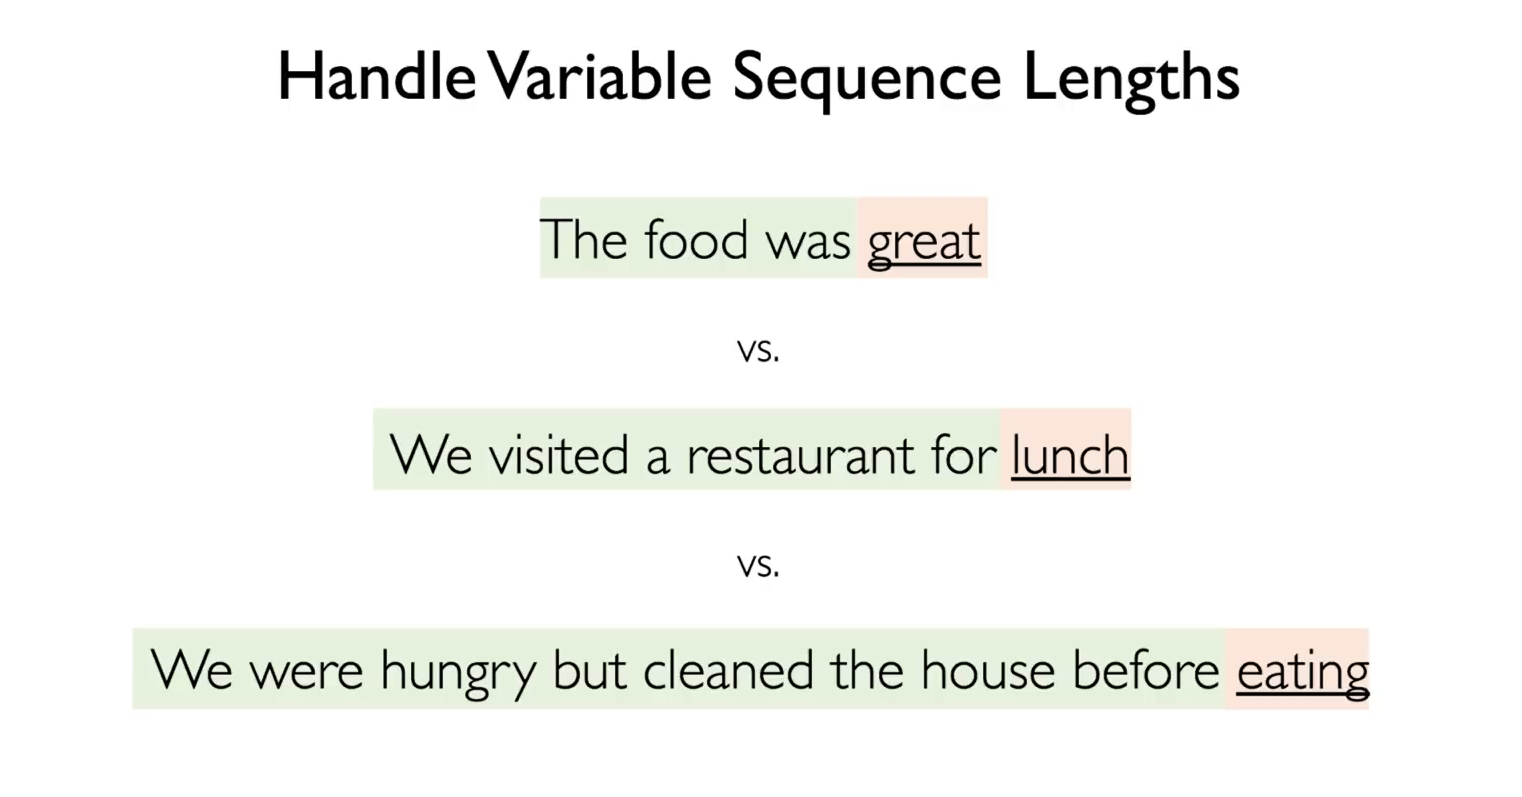 Handle Variable Sequence Lengths
The food was great
vs.
We visited a restaurant for lunch
vs.
We were hungry but cleaned the house before eating